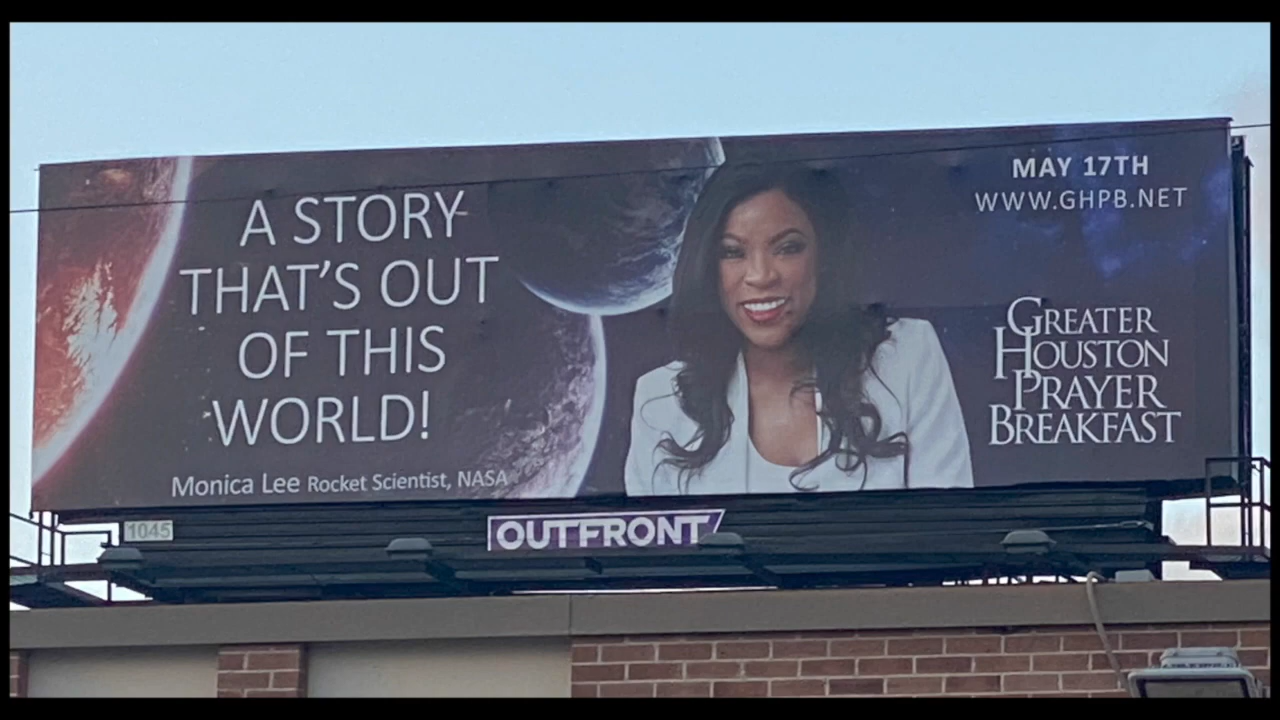 A STORY
THAT'S OUT
OF THIS
WORLD!
Monica Lee Rocket Scientist, NASA
MAY 17TH
WWW.GHPB.NET
GREATER
HOUSTON
PRAYER
BREAKFAST
1045
OUTFRONT